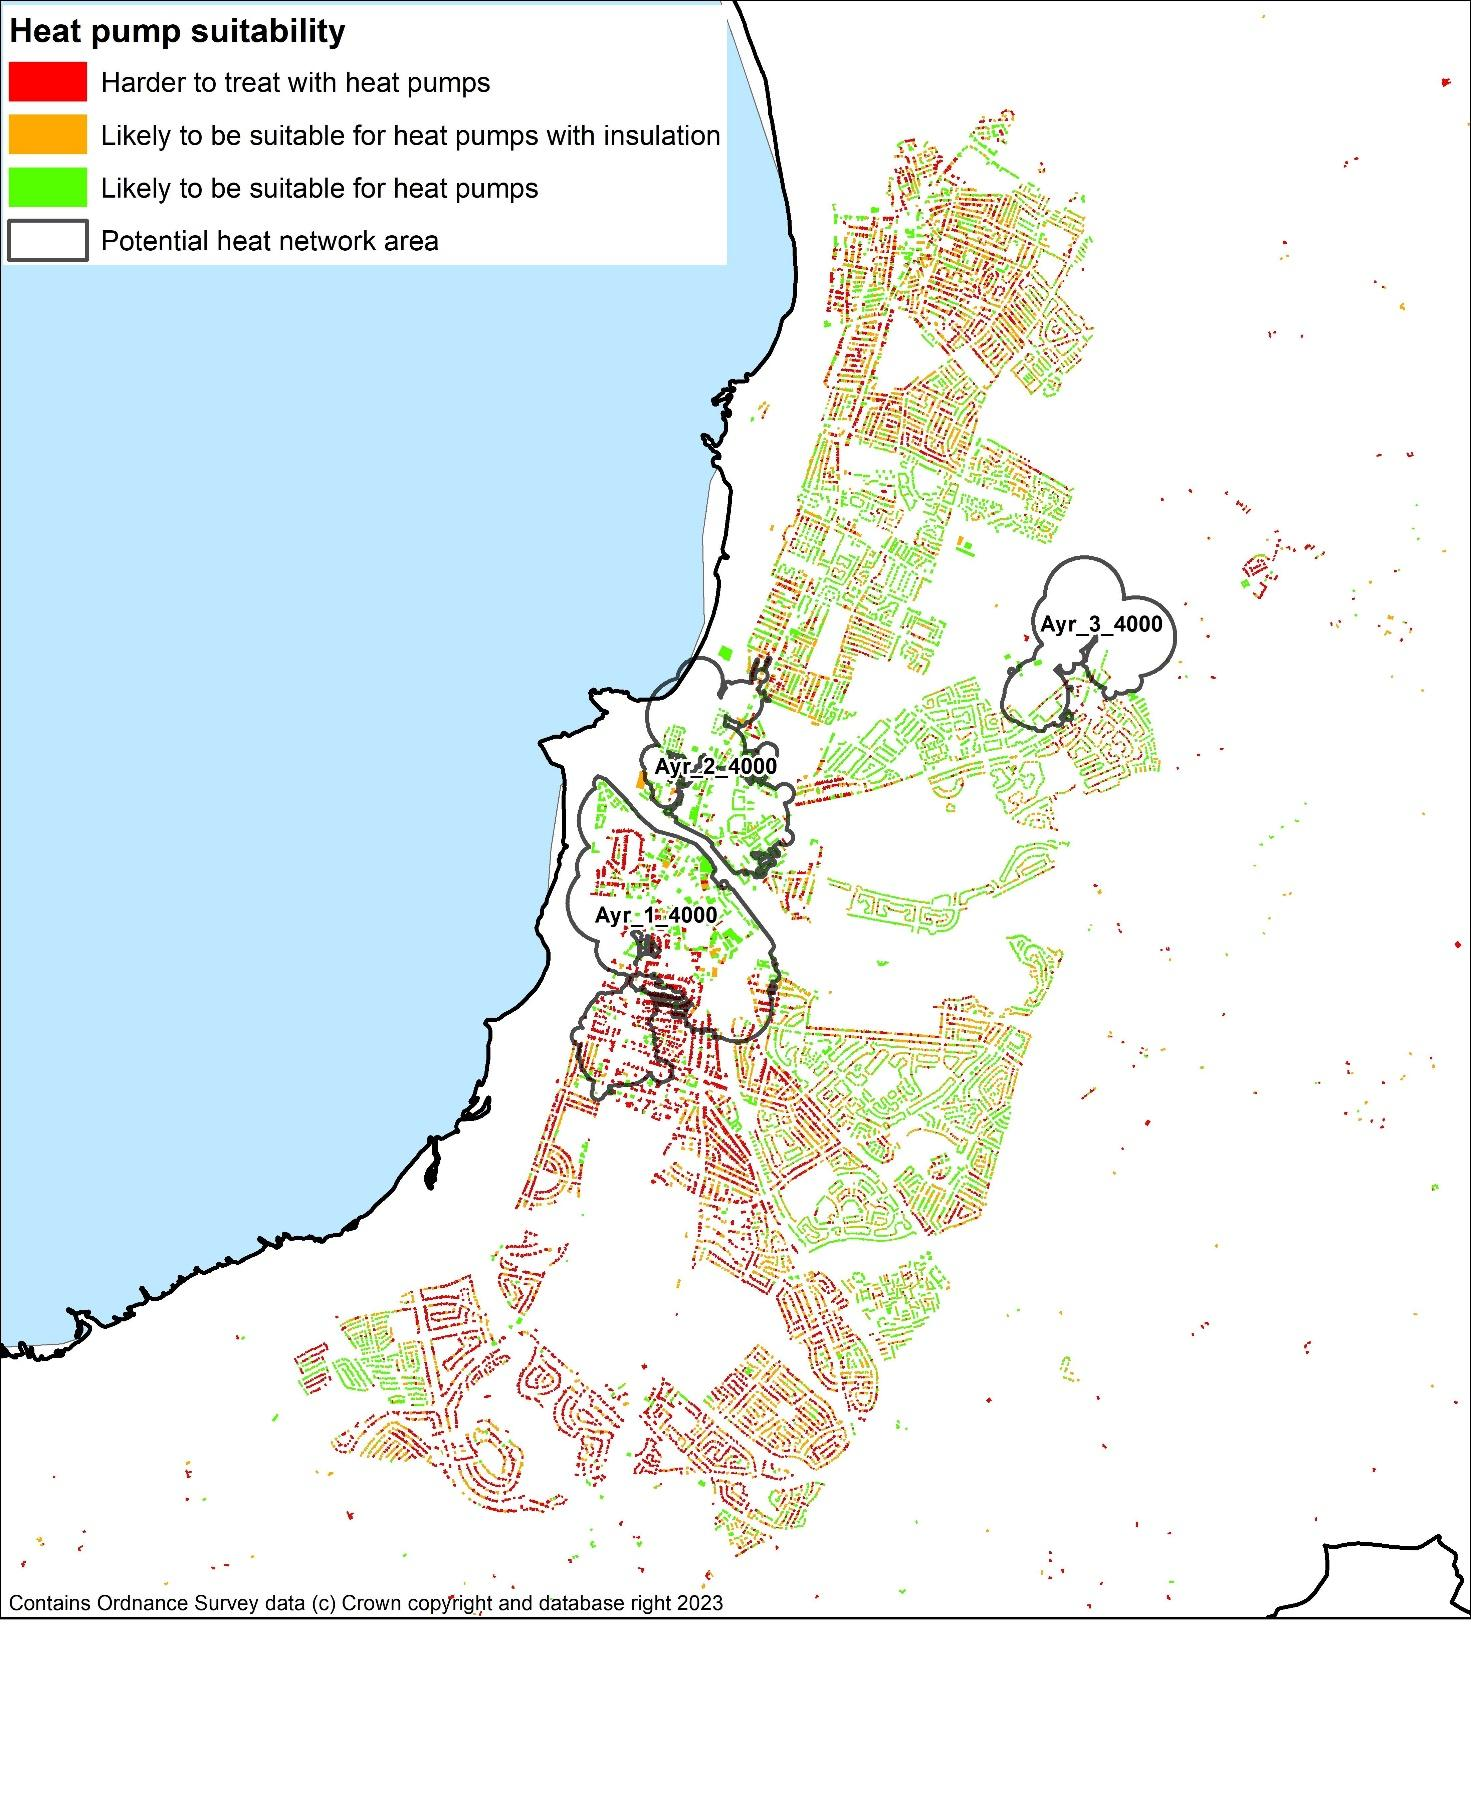 Heat pump suitability
Harder to treat with heat pumps
Likely to be suitable for heat pumps with insulation
Likely to be suitable for heat pumps
Potential heat network area
Ayr_3_4000
Ayr_2_4000
Ayr_1_4000
Contains Ordnance Survey data (c) Crown copyright and database right 2023